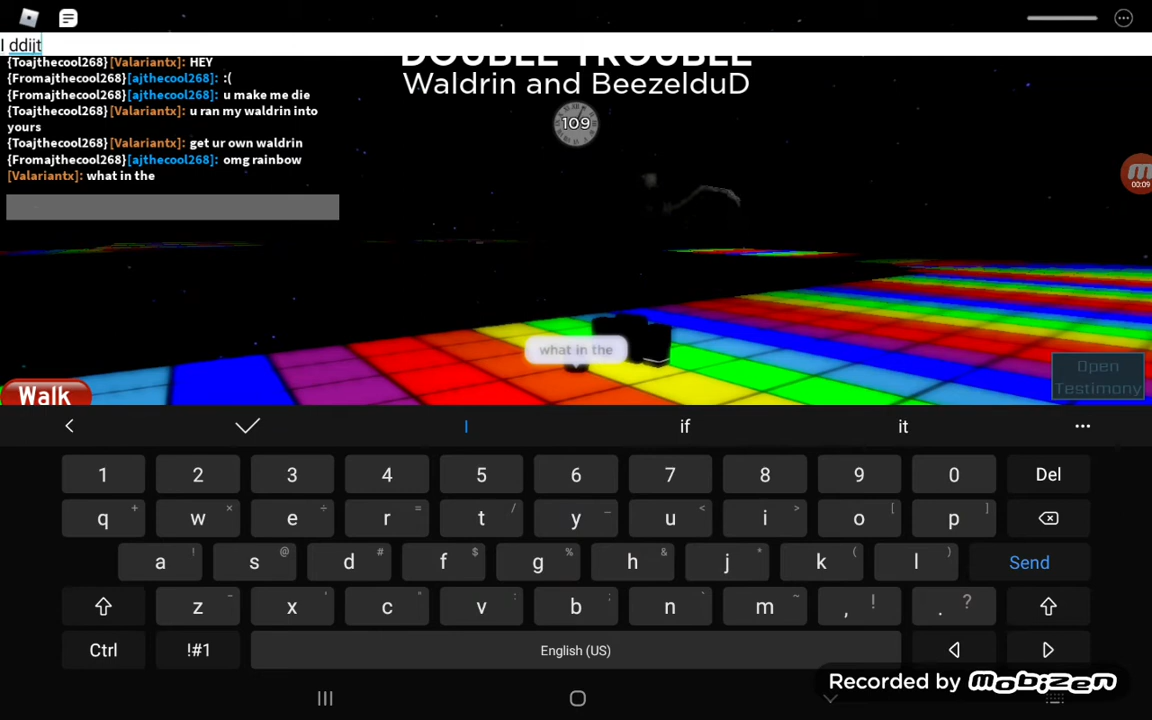 I ddijt
DOUBLE TROUBLE
Waldrin and BeezelduD
109
{Toajthecool268}[Valariantx]: HEY
{Fromajthecool268}[ajthecool268]: :(
{Fromajthecool268}[ajthecool268]: u make me die
{Toajthecool268}[Valariantx]: u ran my waldrin into
yours
{Toajthecool268}[Valariantx]: get ur own waldrin
{Fromajthecool268}[ajthecool268]: omg rainbow
[Valariantx]: what in the
00:09
what in the
Open
Testimony
Walk
I if it
1 2 3 4 5 6 7 8 9 0 Del
q + w × e ÷ r = t / y _ u < i > o [ p ]
a ! s @ d # f $ g % h & j * k ( l ) Send
z - x ' c " v : b ; n ` m ~ , ! . ?
Ctrl !#1 English (US)
Recorded by mobizen